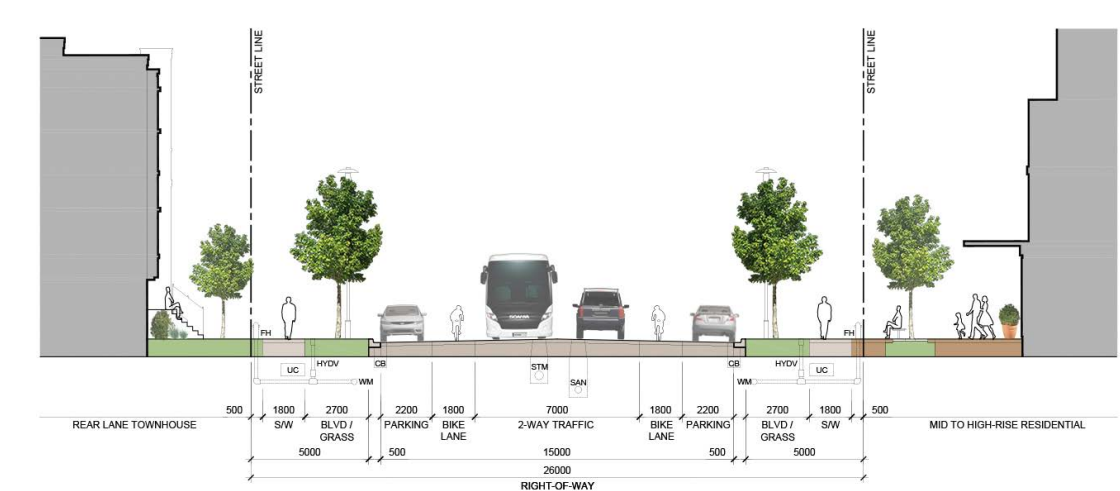 STREET LINE
STREET LINE
SCANIA
FH
FH
HYDV
HYDV
UC
UC
WM
WM
CB
CB
STM
SAN
500
1800
2700
2200
1800
7000
1800
2200
2700
1800
500
REAR LANE TOWNHOUSE
S/W
BLVD /
GRASS
PARKING
BIKE
LANE
2-WAY TRAFFIC
BIKE
LANE
PARKING
BLVD /
GRASS
S/W
MID TO HIGH-RISE RESIDENTIAL
5000
500
15000
500
5000
26000
RIGHT-OF-WAY